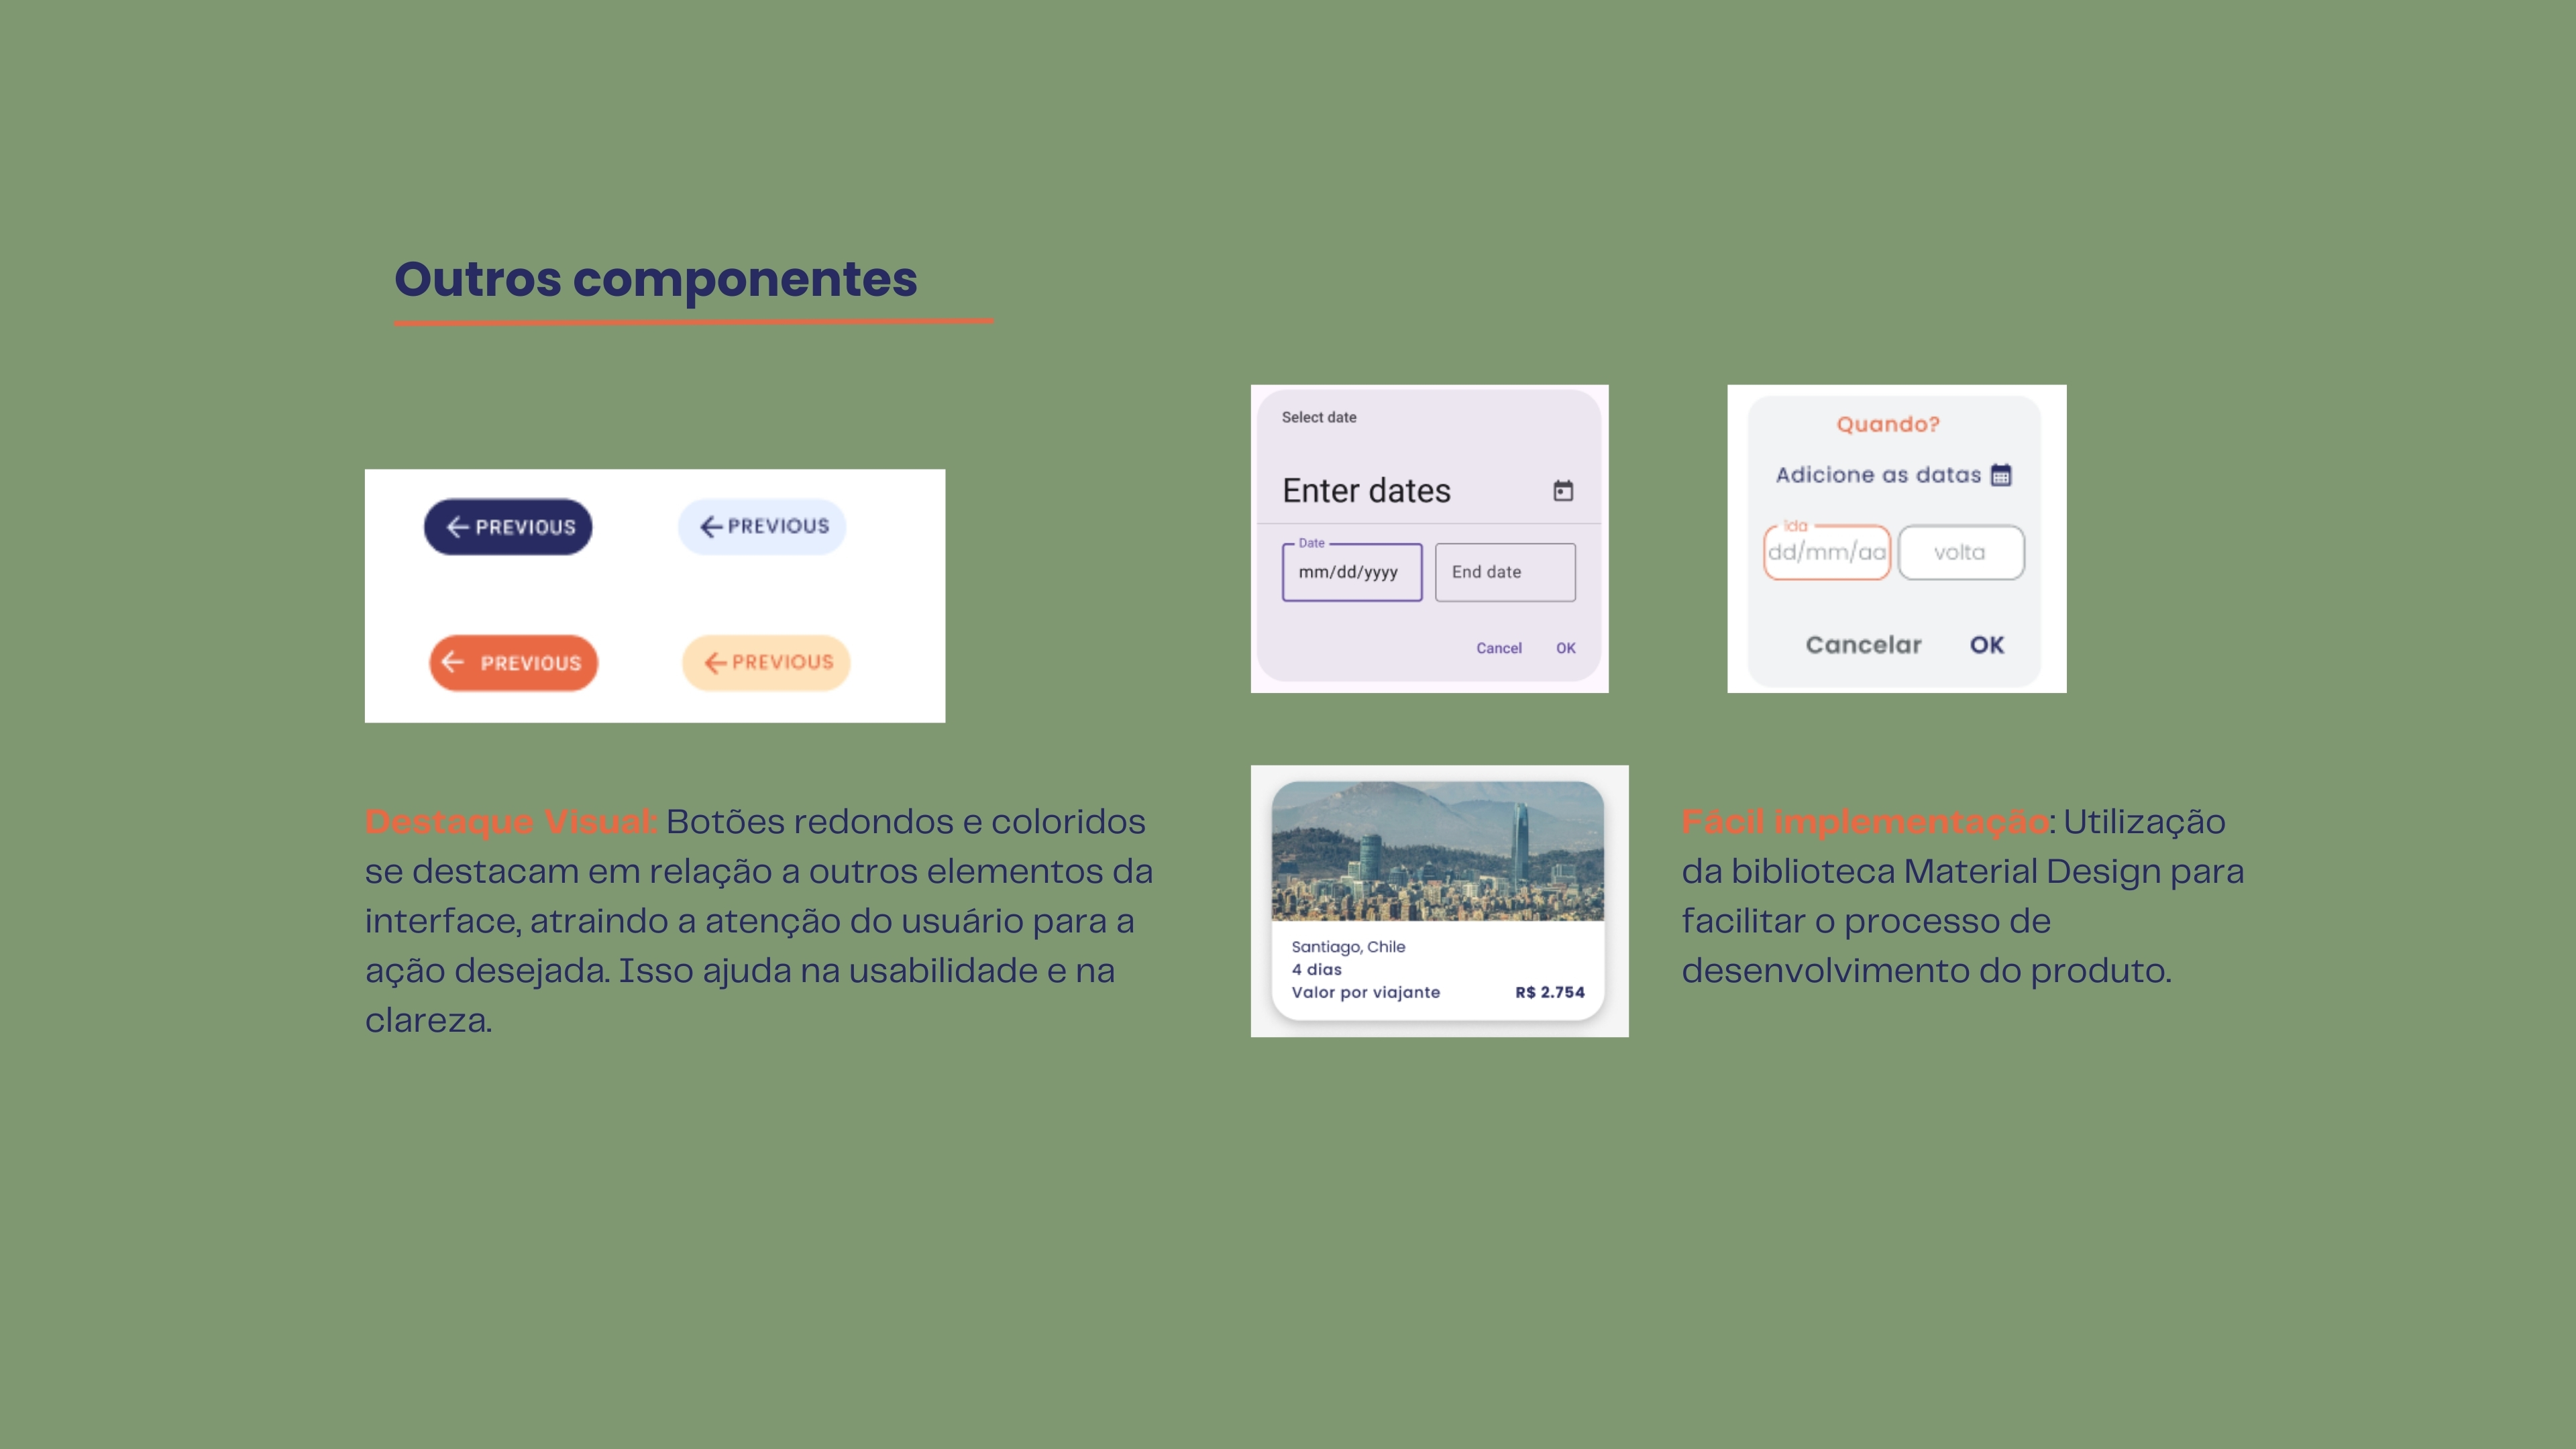 Outros componentes
PREVIOUS
PREVIOUS
PREVIOUS
PREVIOUS
Destaque Visual: Botões redondos e coloridos
se destacam em relação a outros elementos da
interface, atraindo a atenção do usuário para a
ação desejada. Isso ajuda na usabilidade e na
clareza.
Select date
Enter dates
Date
mm/dd/yyyy
End date
Cancel
OK
Quando?
Adicione as datas
ida
dd/mm/aa
volta
Cancelar
OK
Santiago, Chile
4 dias
Valor por viajante
R$ 2.754
Fácil implementação: Utilização
da biblioteca Material Design para
facilitar o processo de
desenvolvimento do produto.